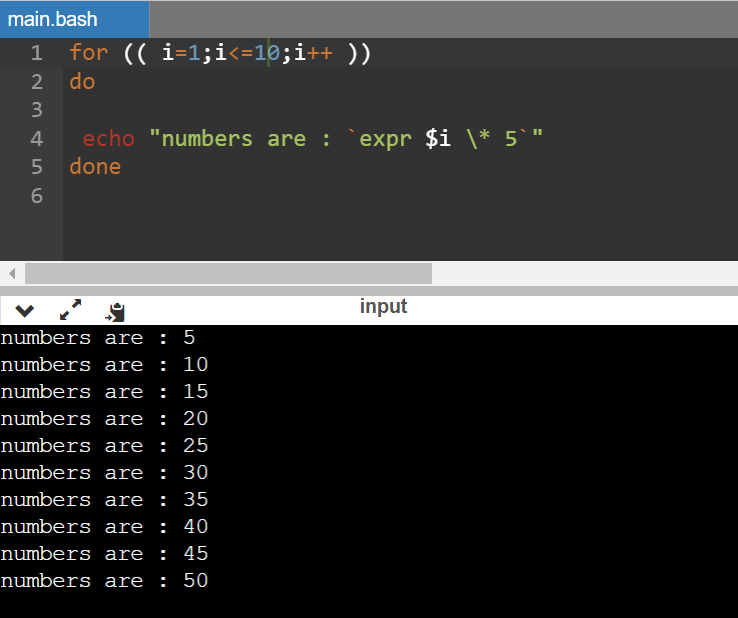 main.bash
1 for (( i=1;i<=10;i++ ))
2 do
3
4  echo "numbers are : `expr $i \* 5`"
5 done
6
input
numbers are : 5
numbers are : 10
numbers are : 15
numbers are : 20
numbers are : 25
numbers are : 30
numbers are : 35
numbers are : 40
numbers are : 45
numbers are : 50